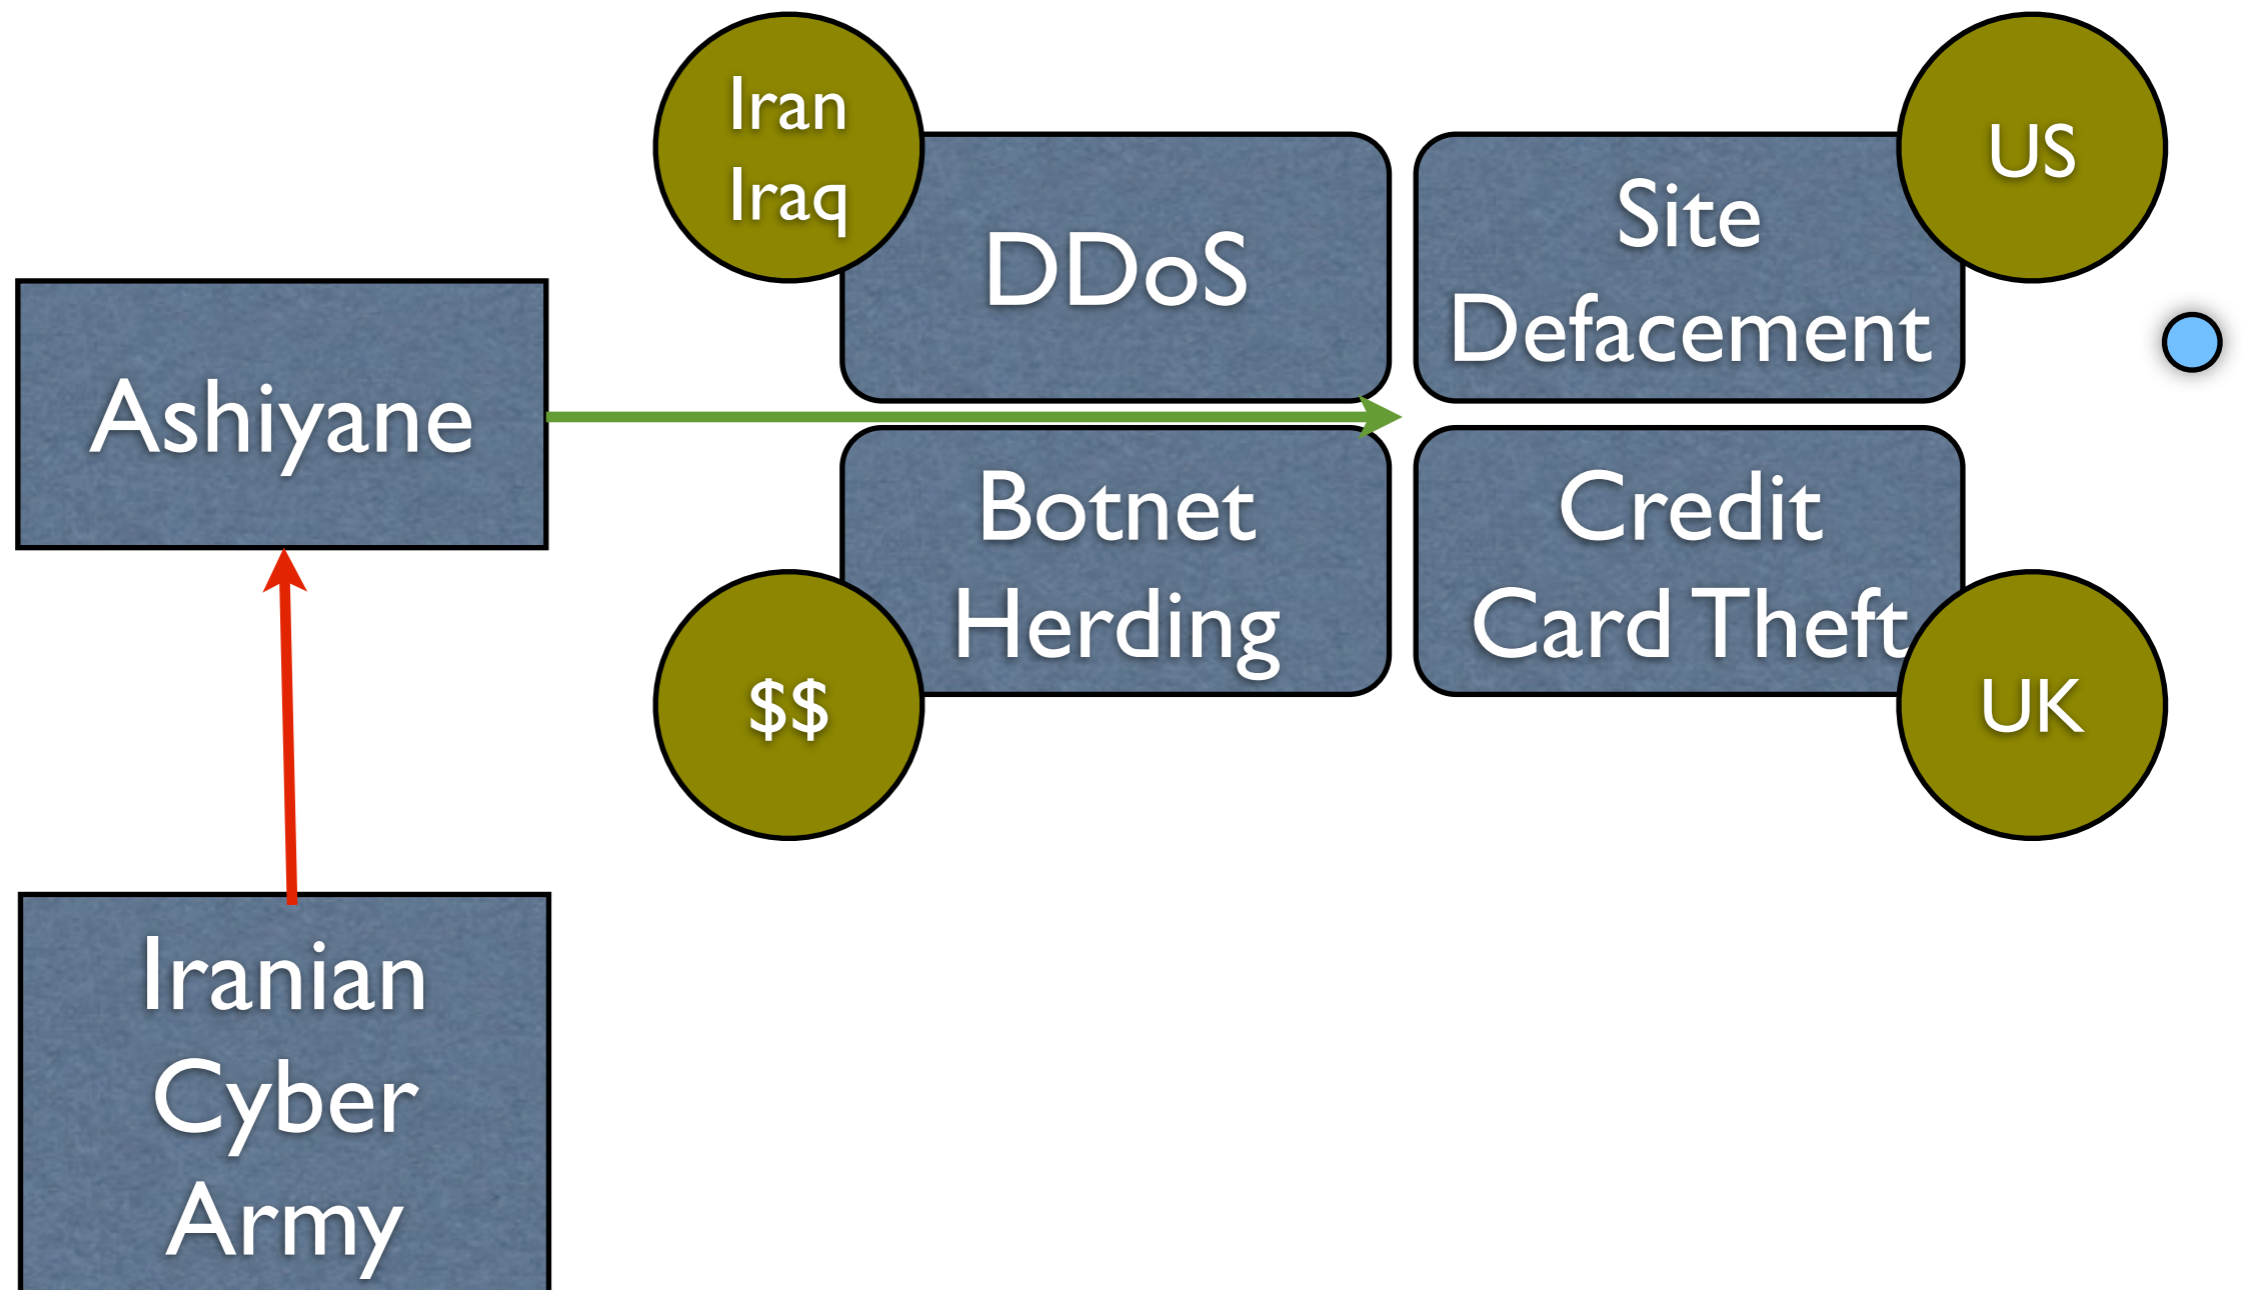 Iran
Iraq
DDoS
Site
Defacement
US
Ashiyane
Botnet
Herding
$$
Credit
Card Theft
UK
Iranian
Cyber
Army